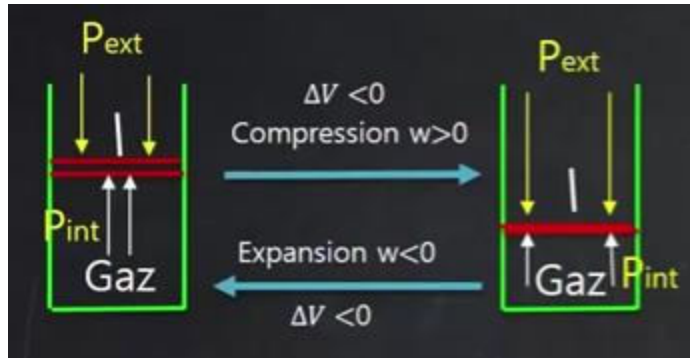 Pext
Pext
ΔV <0
Compression w>0
Pint
Gaz
Expansion w<0
ΔV <0
Gaz
Pint